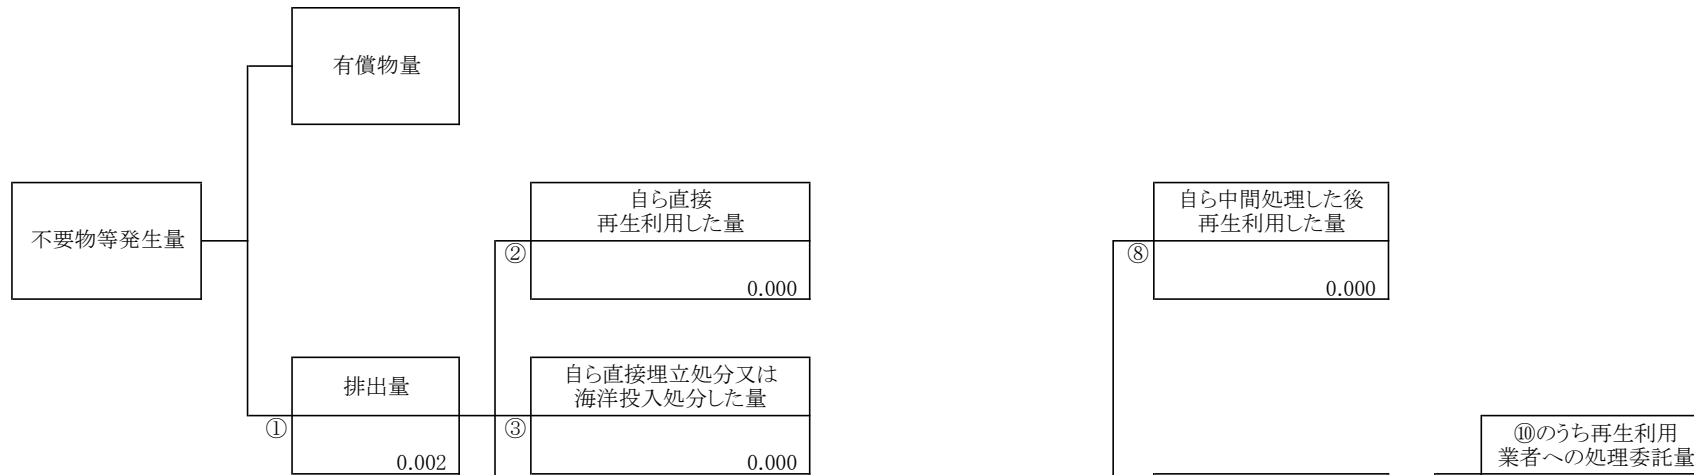 有償物量
不要物等発生量
自ら直接
再生利用した量
②
0.000
自ら中間処理した後
再生利用した量
⑧
0.000
排出量
①
0.002
自ら直接埋立処分又は
海洋投入処分した量
③
0.000
⑩のうち再生利用
業者への処理委託量